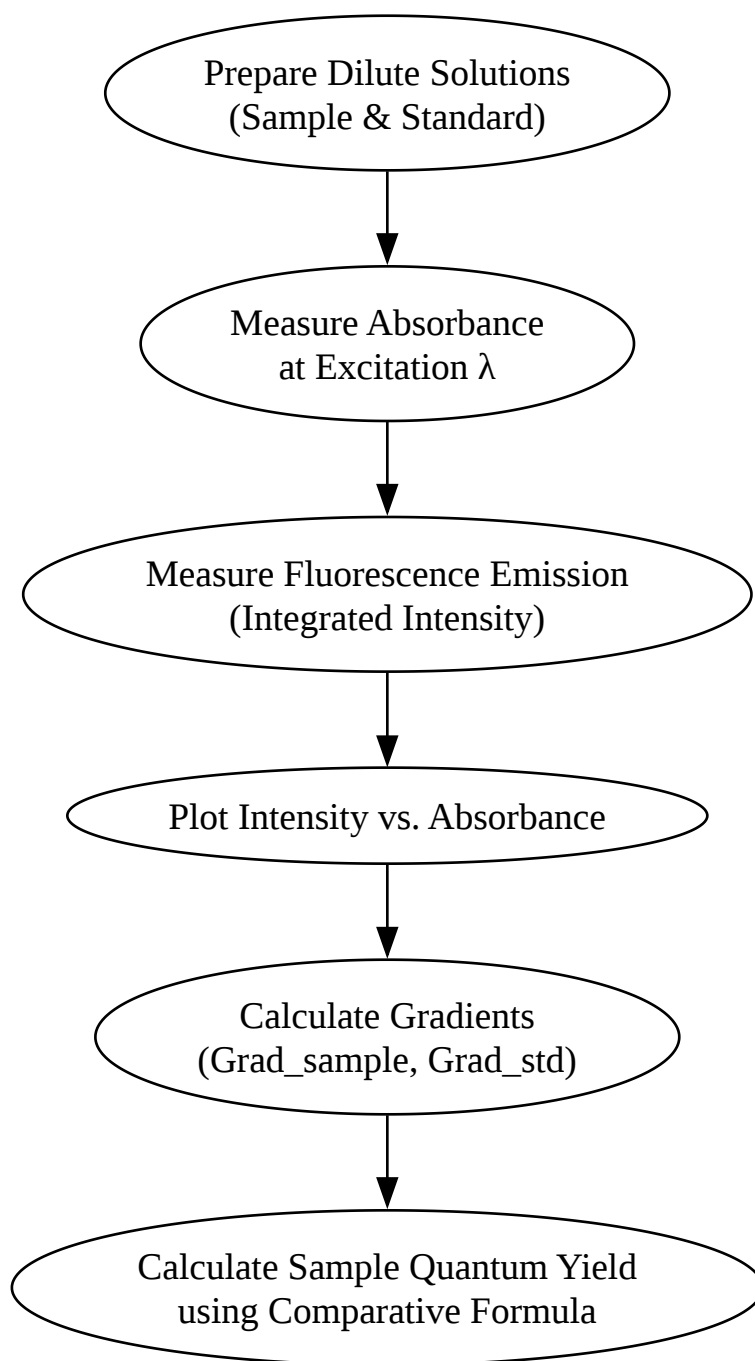 Prepare Dilute Solutions
(Sample & Standard)
Measure Absorbance
at Excitation λ
Measure Fluorescence Emission
(Integrated Intensity)
Plot Intensity vs. Absorbance
Calculate Gradients
(Grad_sample, Grad_std)
Calculate Sample Quantum Yield
using Comparative Formula